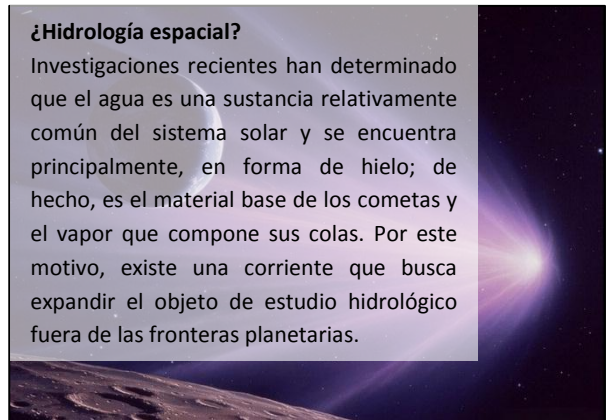 ¿Hidrología espacial?
Investigaciones recientes han determinado
que el agua es una sustancia relativamente
común del sistema solar y se encuentra
principalmente, en forma de hielo; de
hecho, es el material base de los cometas y
el vapor que compone sus colas. Por este
motivo, existe una corriente que busca
expandir el objeto de estudio hidrológico
fuera de las fronteras planetarias.